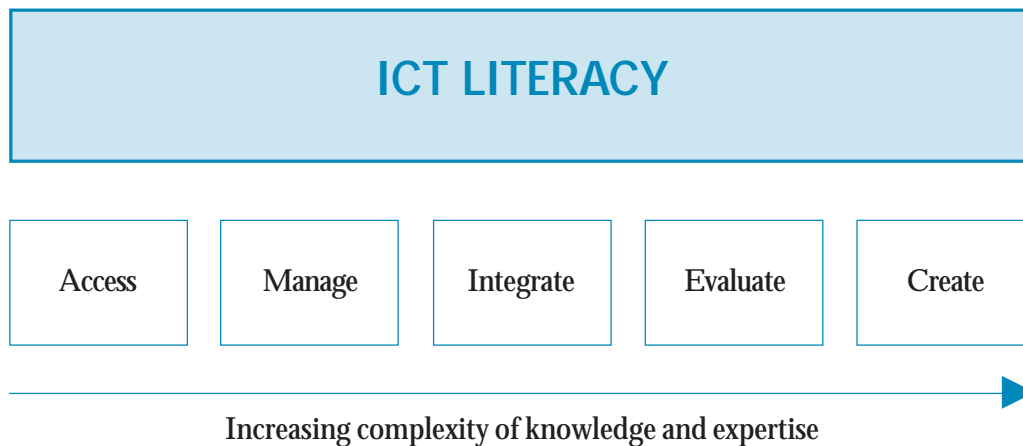 ICT LITERACY
Access
Manage
Integrate
Evaluate
Create
Increasing complexity of knowledge and expertise